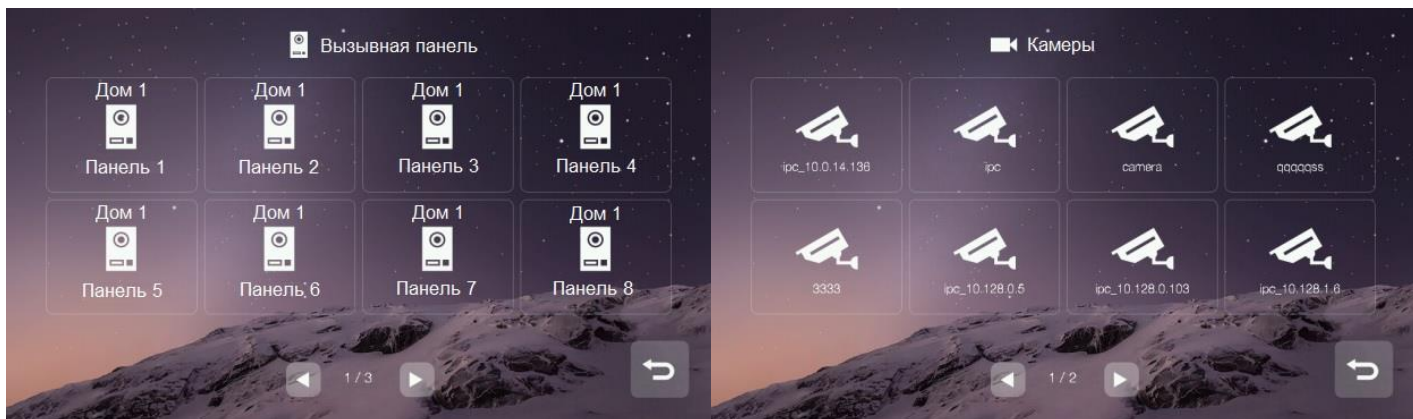 Вызывная панель
Дом 1
Дом 1
Дом 1
Дом 1
Панель 1
Панель 2
Панель 3
Панель 4
Дом 1
Дом 1
Дом 1
Дом 1
Панель 5
Панель 6
Панель 7
Панель 8
1 / 3
Камеры
ipc_10.0.14.136
ipc
camera
qqqqqss
3333
ipc_10.128.0.5
ipc_10.128.0.103
ipc_10.128.1.6
1 / 2